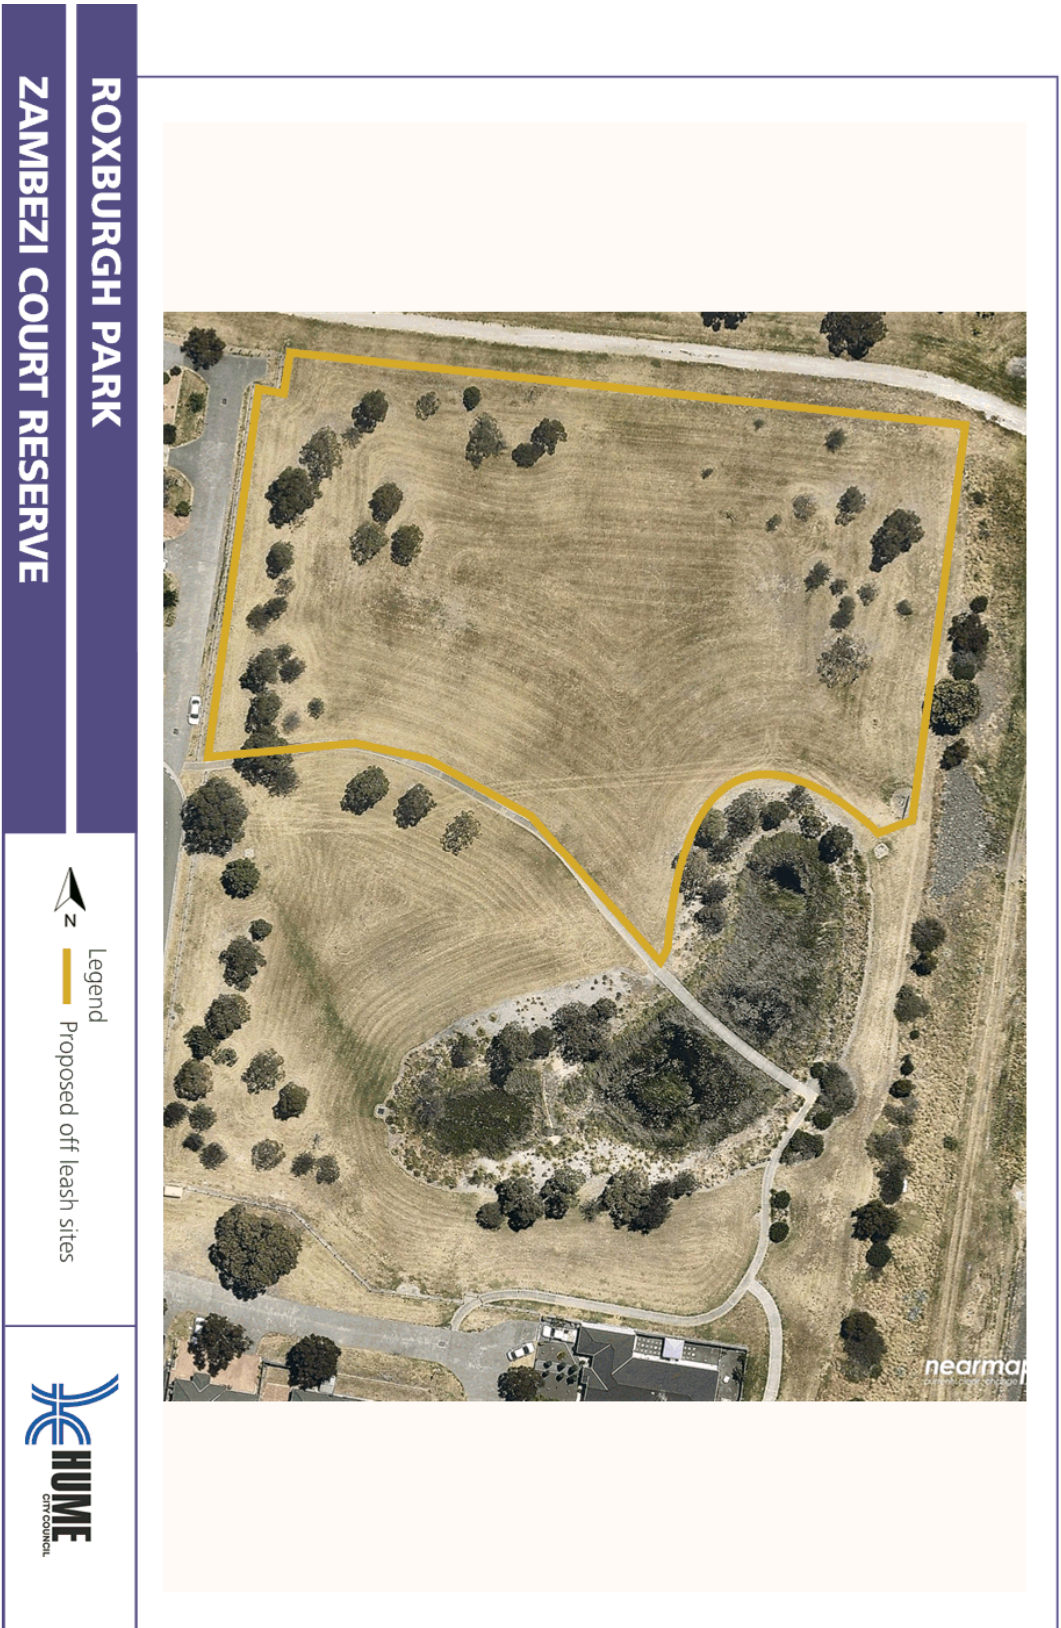 ROXBURGH PARK
ZAMBEZI COURT RESERVE
N
Legend
Proposed off leash sites
HUME
CITY COUNCIL
nearmap